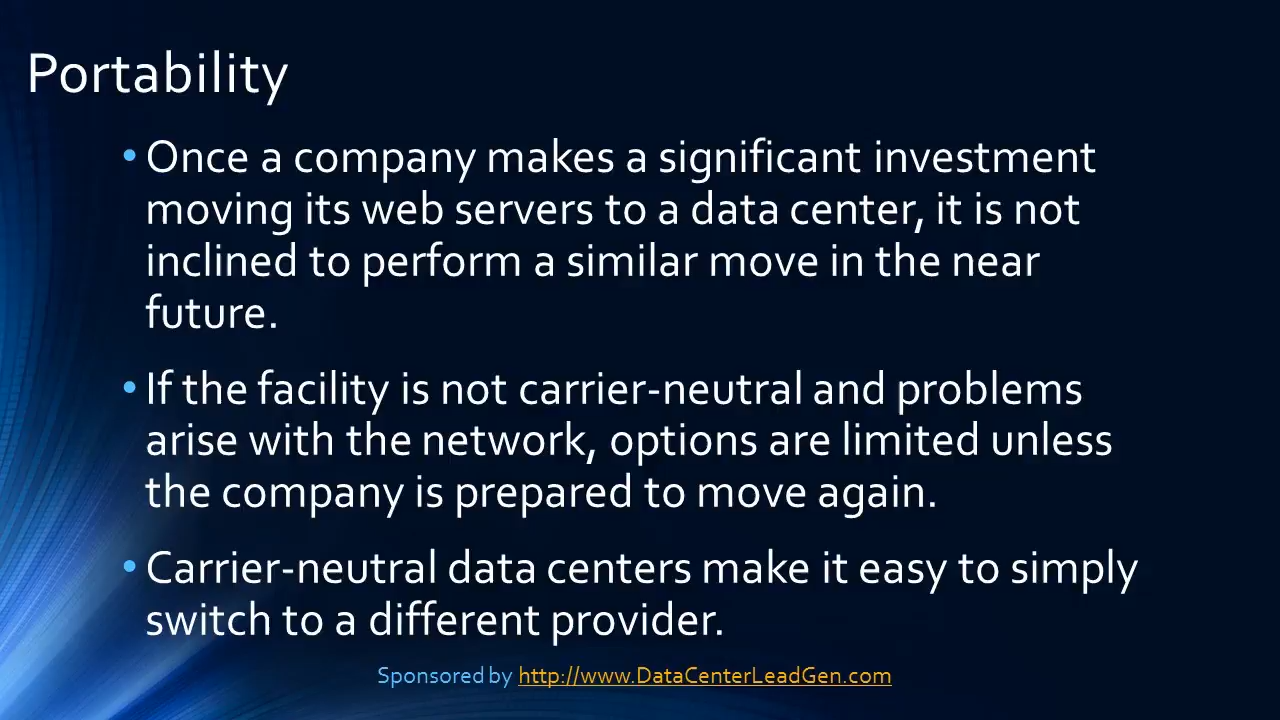 Portability
• Once a company makes a significant investment
moving its web servers to a data center, it is not
inclined to perform a similar move in the near
future.
• If the facility is not carrier-neutral and problems
arise with the network, options are limited unless
the company is prepared to move again.
• Carrier-neutral data centers make it easy to simply
switch to a different provider.
Sponsored by http://www.DataCenterLeadGen.com